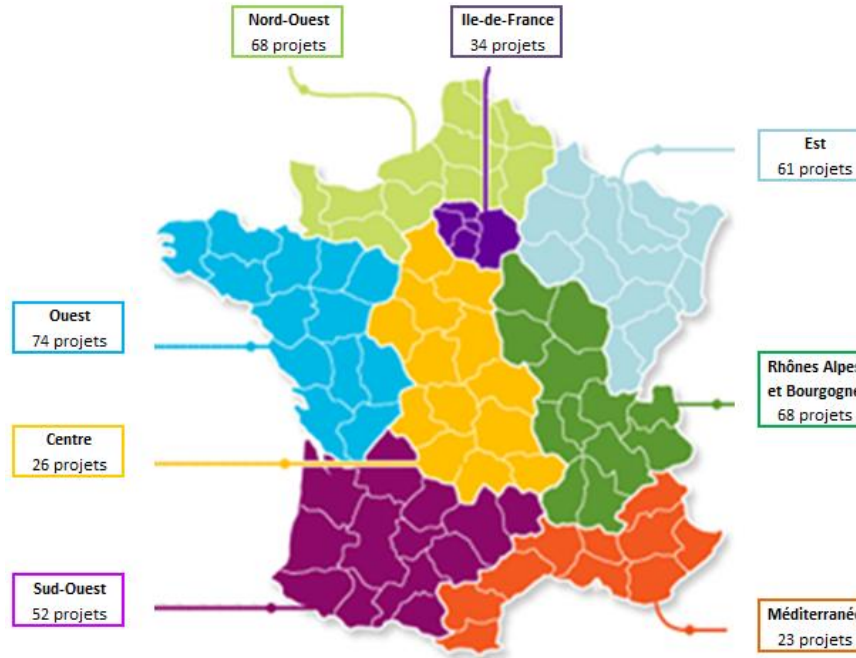 Nord-Ouest
68 projets
Ile-de-France
34 projets
Est
61 projets
Ouest
74 projets
Rhônes Alpes
et Bourgogne
68 projets
Centre
26 projets
Sud-Ouest
52 projets
Méditerranée
23 projets